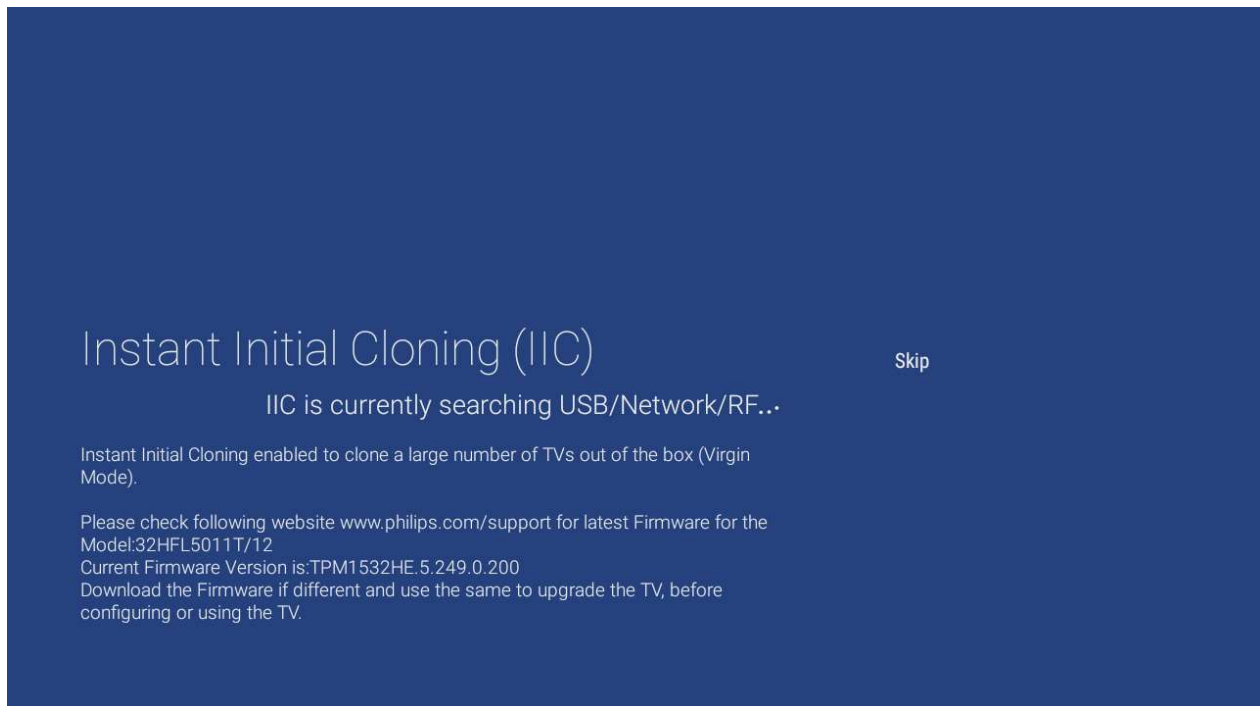 Instant Initial Cloning (IIC)
Skip
IIC is currently searching USB/Network/RF...
Instant Initial Cloning enabled to clone a large number of TVs out of the box (Virgin
Mode).
Please check following website www.philips.com/support for latest Firmware for the
Model:32HFL5011T/12
Current Firmware Version is:TPM1532HE.5.249.0.200
Download the Firmware if different and use the same to upgrade the TV, before
configuring or using the TV.